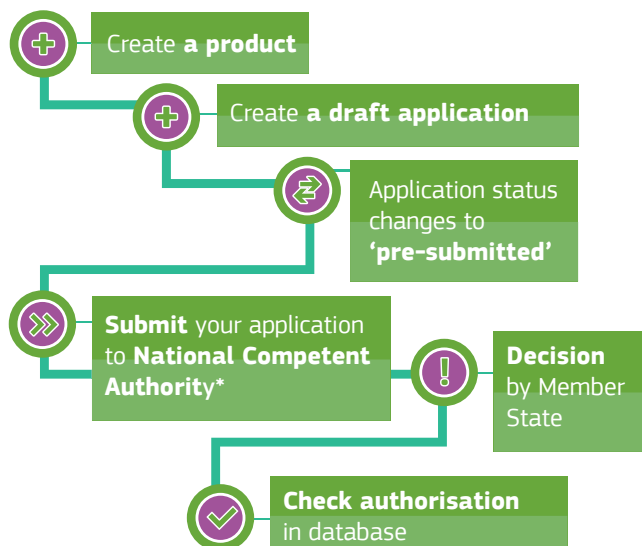 Create a product
Create a draft application
Application status
changes to
‘pre-submitted’
Submit your application
to National Competent
Authority*
Decision
by Member
State
Check authorisation
in database